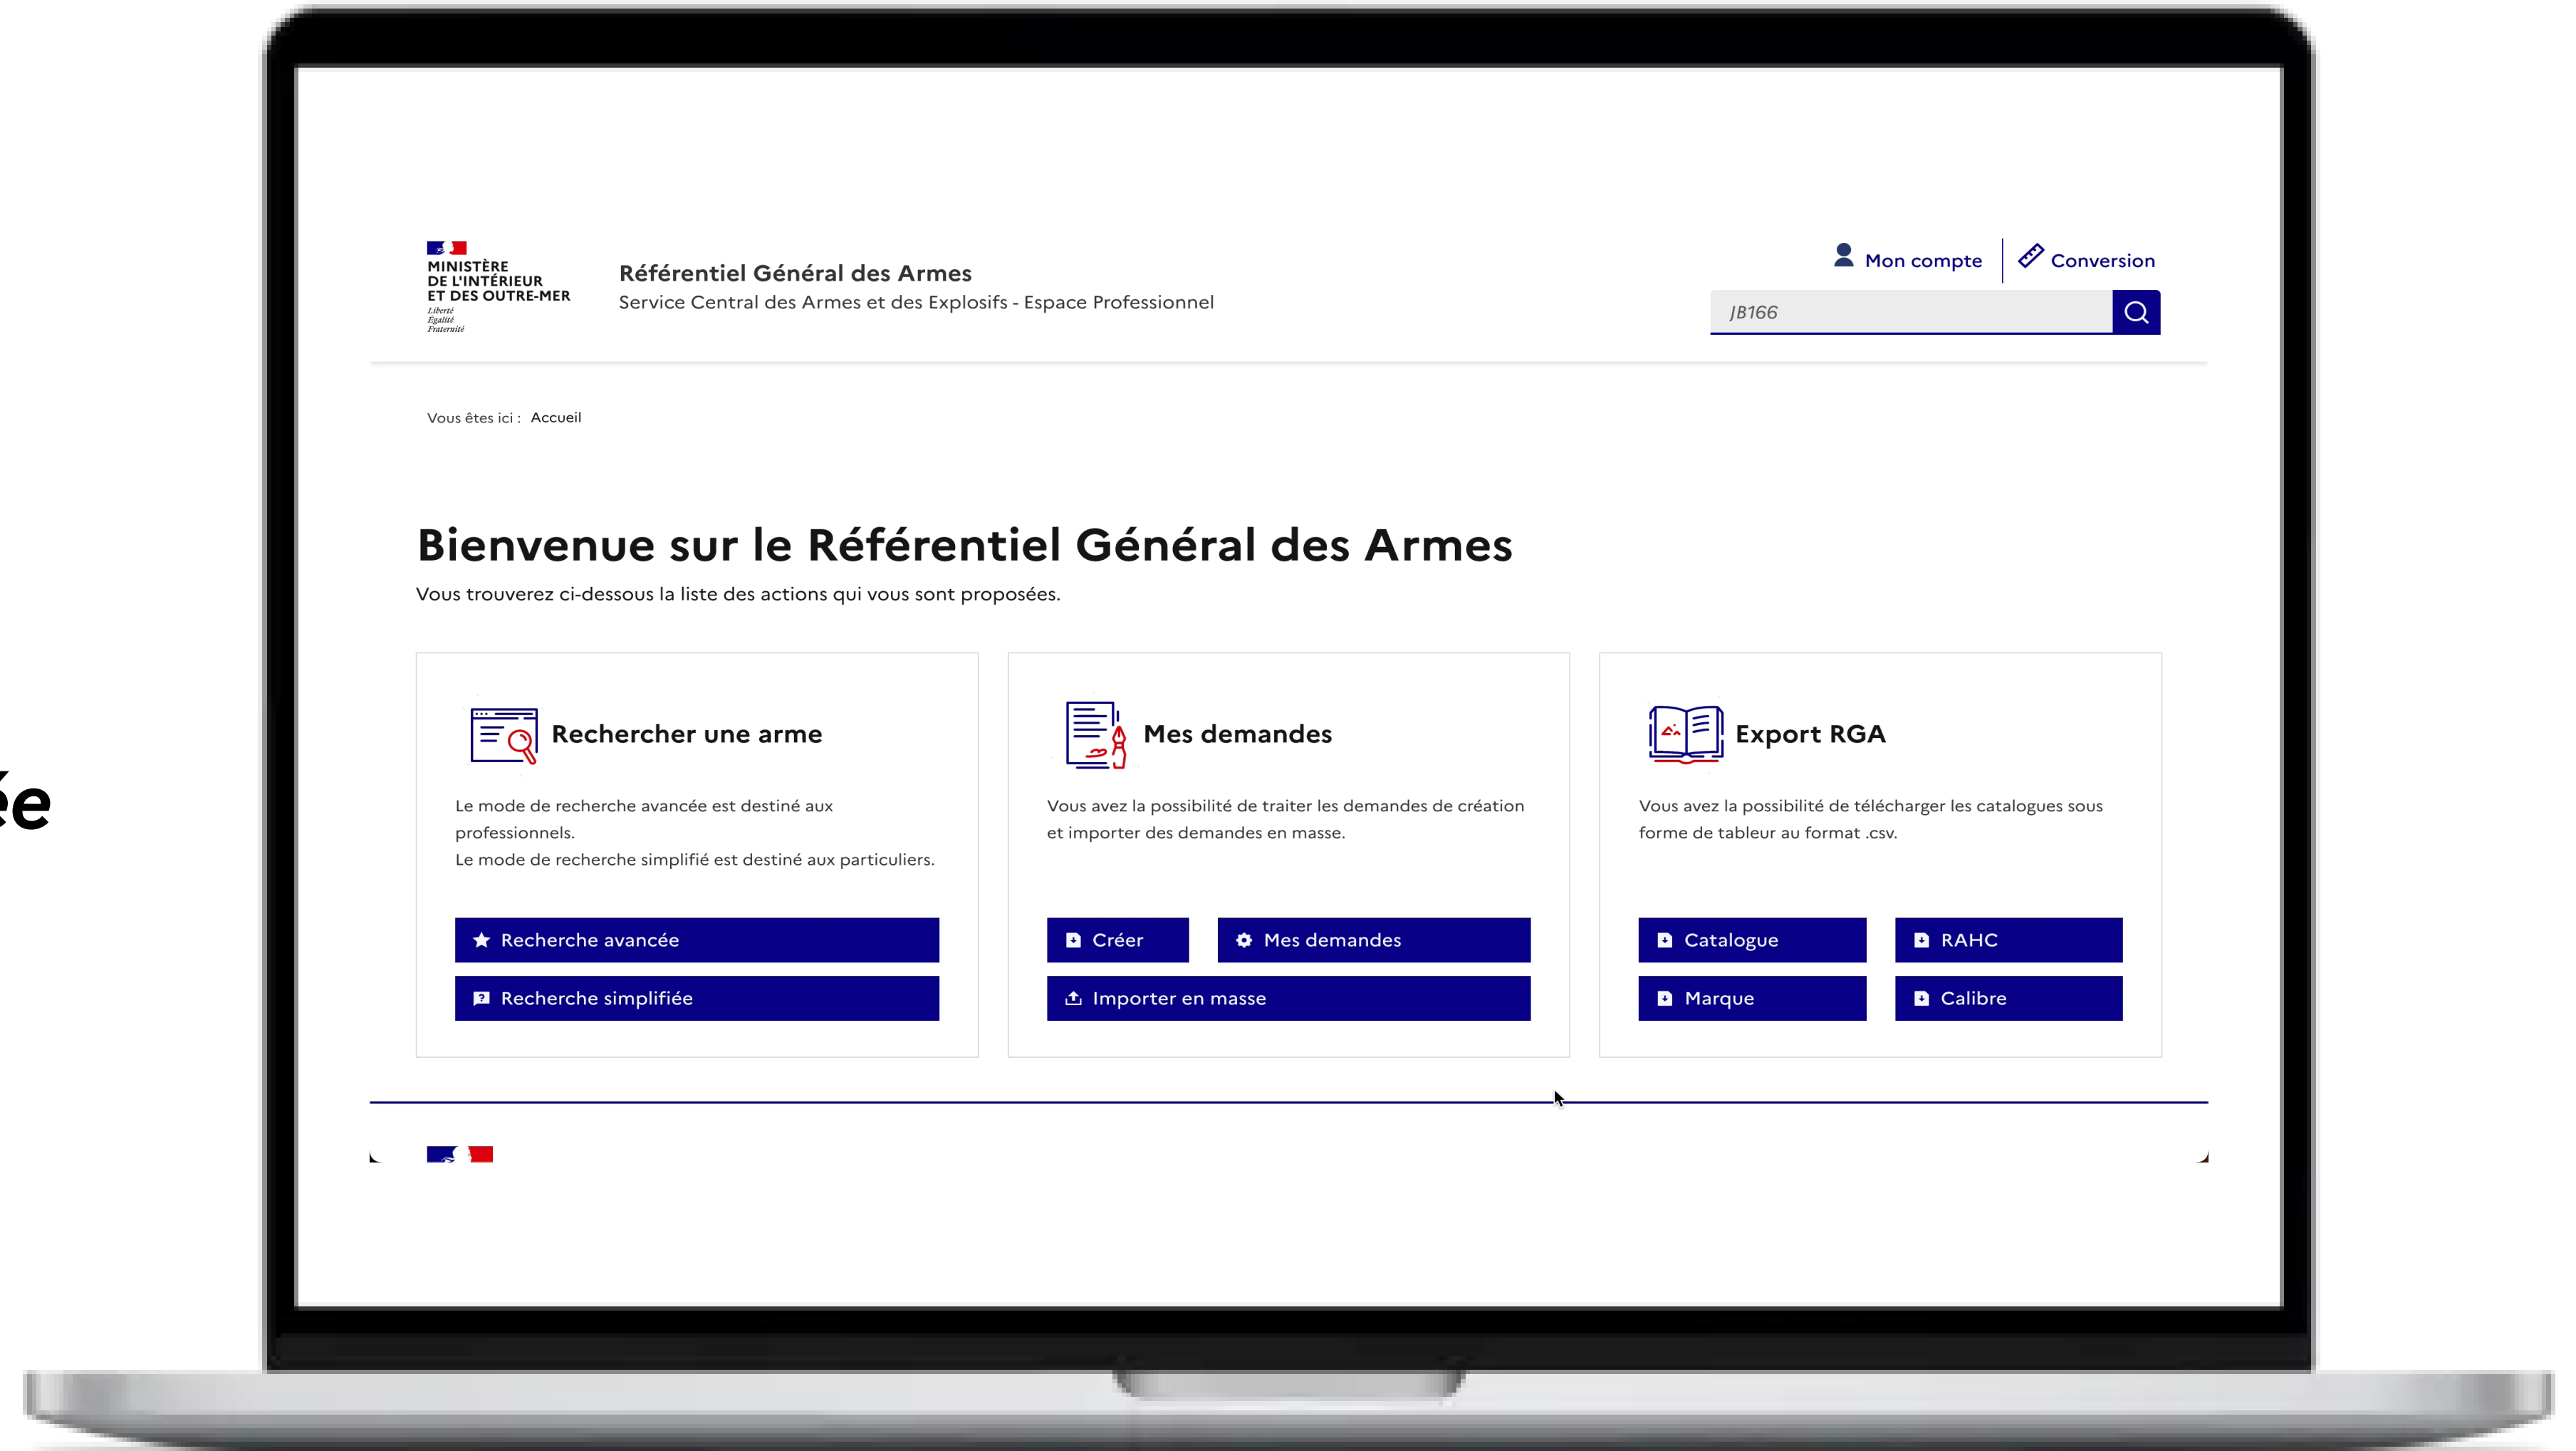 MINISTÈRE
DE L'INTÉRIEUR
ET DES OUTRE-MER
Liberté
Égalité
Fraternité
Référentiel Général des Armes
Service Central des Armes et des Explosifs - Espace Professionnel
Mon compte
Conversion
JB166
Vous êtes ici : Accueil
Bienvenue sur le Référentiel Général des Armes
Vous trouverez ci-dessous la liste des actions qui vous sont proposées.
Rechercher une arme
Le mode de recherche avancée est destiné aux
professionnels.
Le mode de recherche simplifié est destiné aux particuliers.
Recherche avancée
Recherche simplifiée
Mes demandes
Vous avez la possibilité de traiter les demandes de création
et importer des demandes en masse.
Créer
Mes demandes
Importer en masse
Export RGA
Vous avez la possibilité de télécharger les catalogues sous
forme de tableur au format .csv.
Catalogue
RAHC
Marque
Calibre